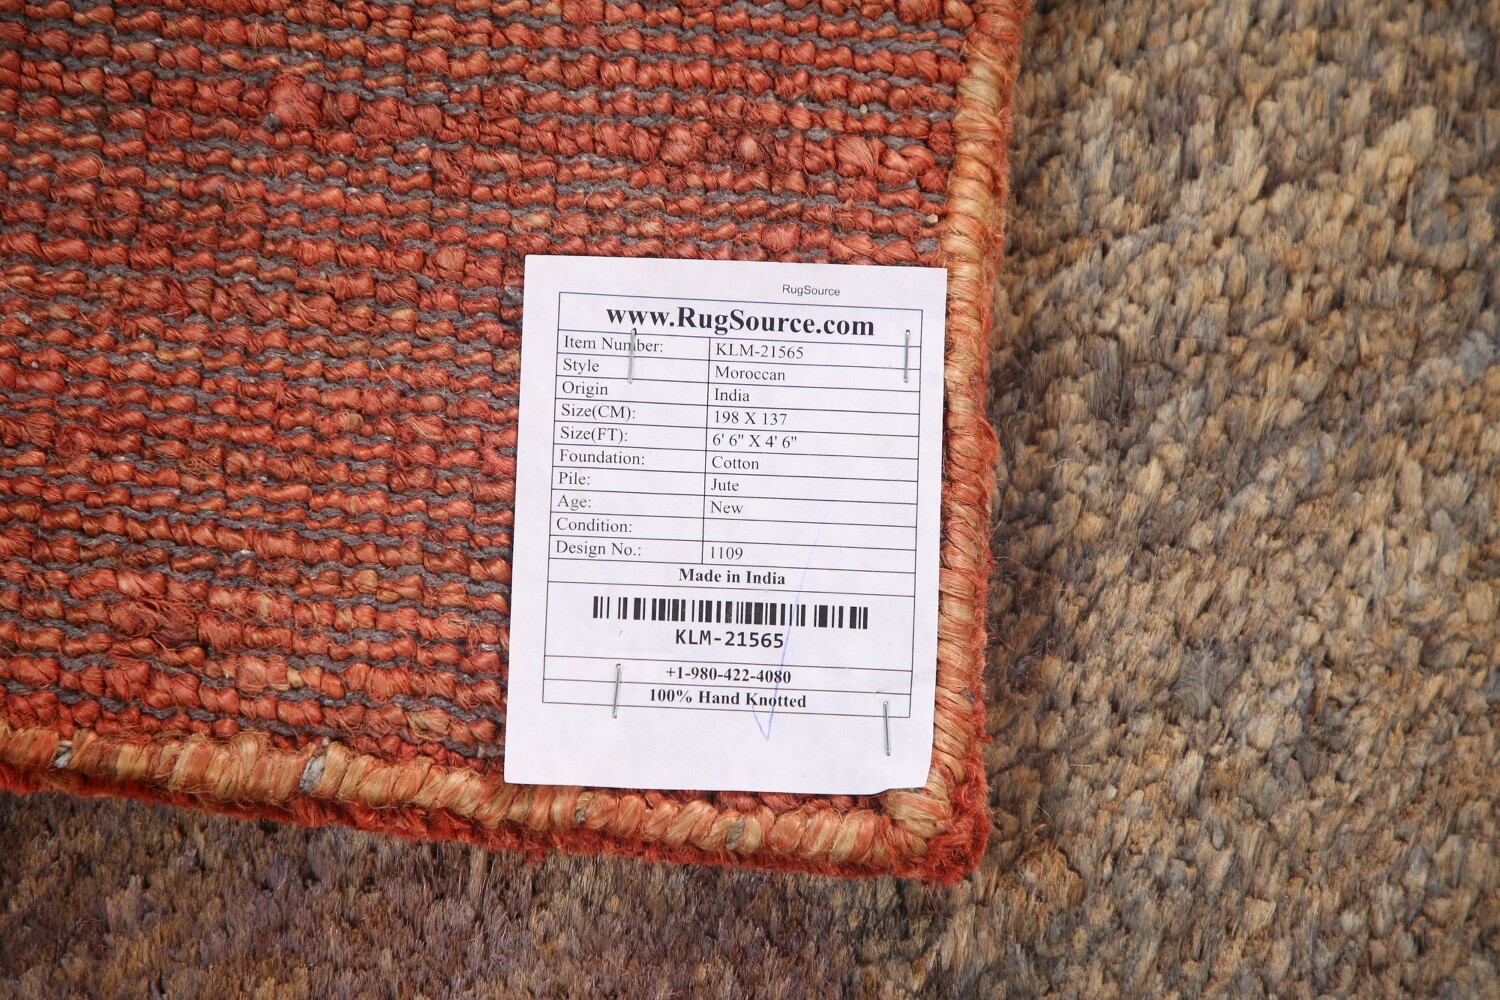 RugSource
www.RugSource.com
Item Number: KLM-21565
Style Moroccan
Origin India
Size(CM): 198 X 137
Size(FT): 6' 6" X 4' 6"
Foundation: Cotton
Pile: Jute
Age: New
Condition:
Design No.: 1109
Made in India
KLM-21565
+1-980-422-4080
100% Hand Knotted